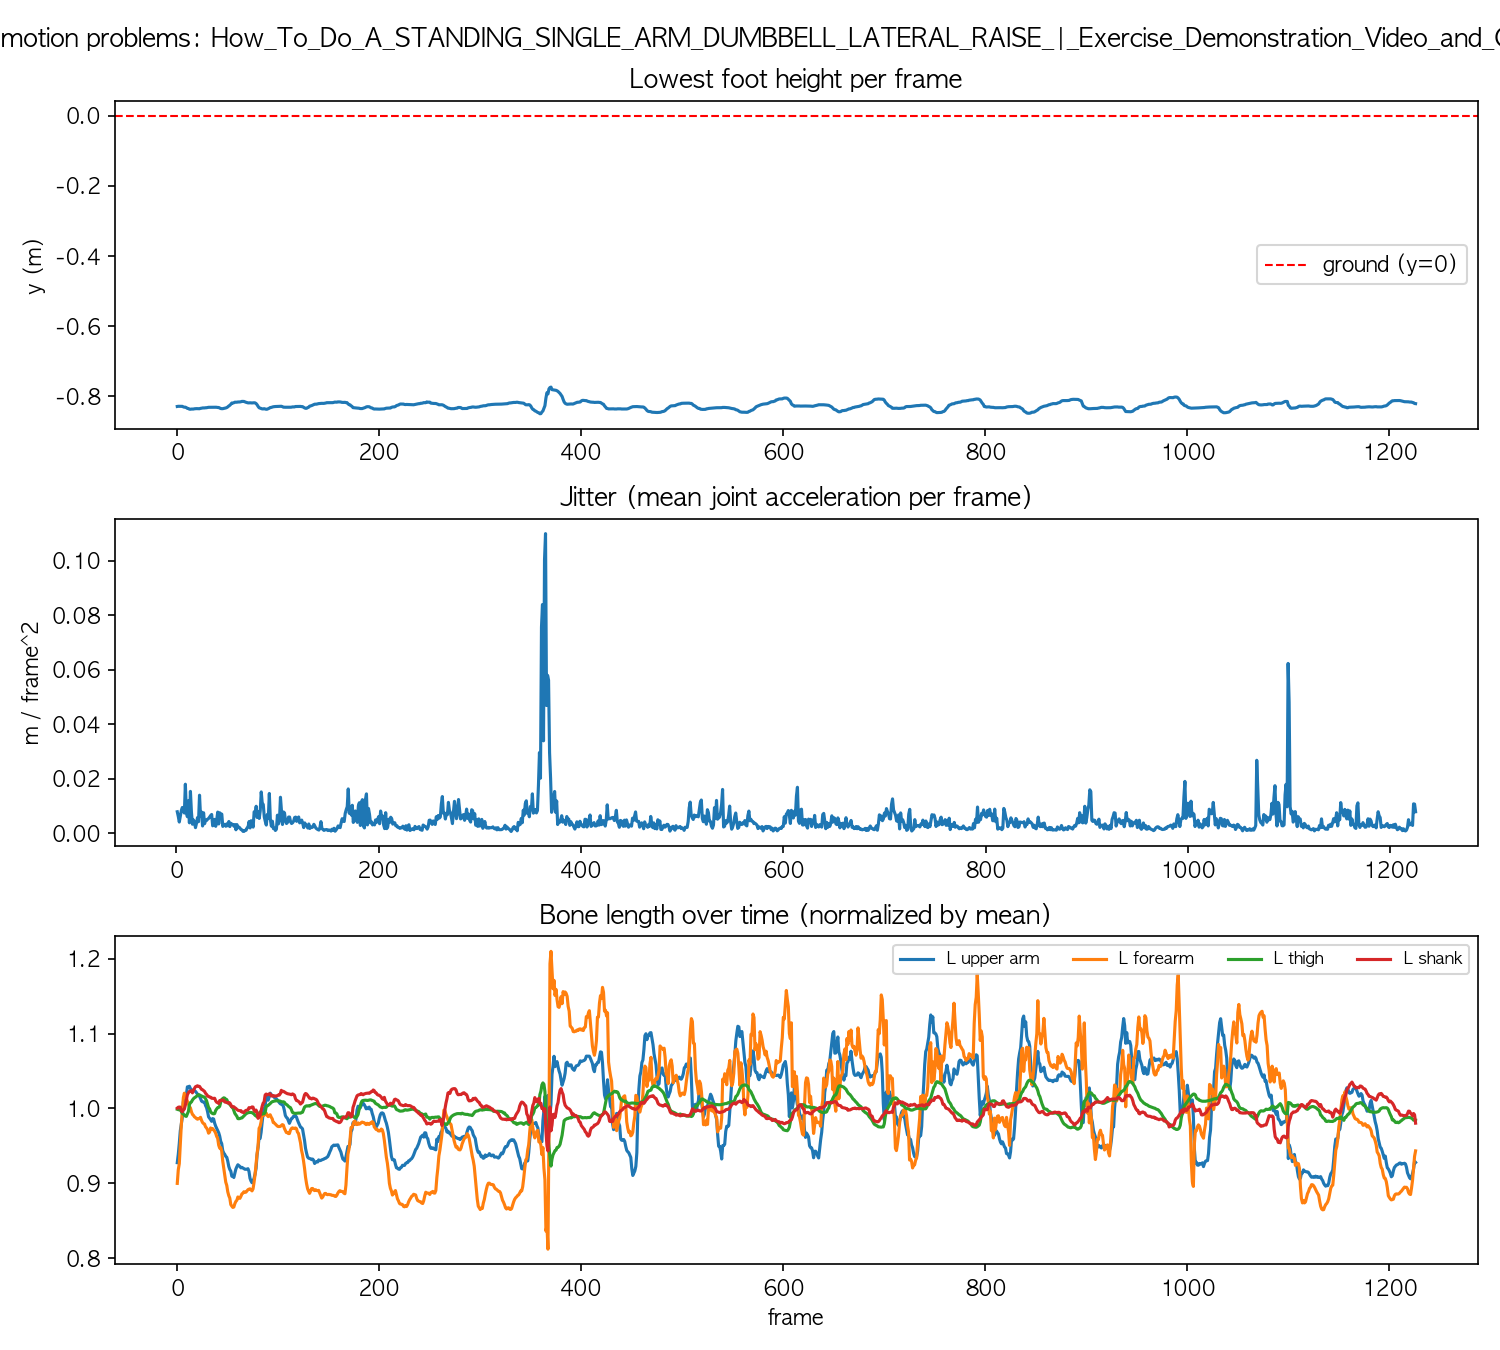 motion problems: How_To_Do_A_STANDING_SINGLE_ARM_DUMBBELL_LATERAL_RAISE_|_Exercise_Demonstration_Video_and_
Lowest foot height per frame
0.0
-0.2
-0.4
-0.6
-0.8
y (m)
ground (y=0)
0 200 400 600 800 1000 1200
Jitter (mean joint acceleration per frame)
0.10
0.08
0.06
0.04
0.02
0.00
m / frame^2
0 200 400 600 800 1000 1200
Bone length over time (normalized by mean)
L upper arm L forearm L thigh L shank
1.2
1.1
1.0
0.9
0.8
0 200 400 600 800 1000 1200
frame